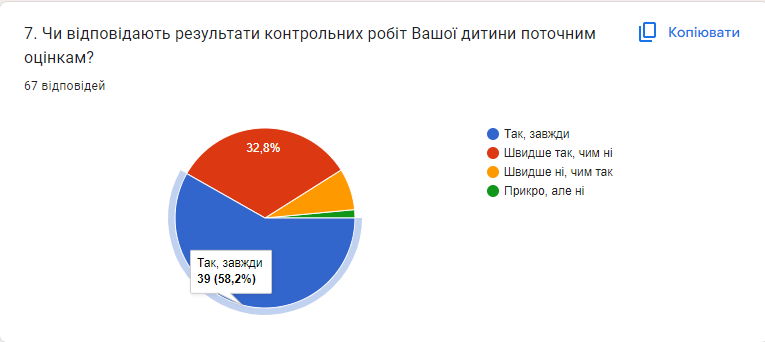 7. Чи відповідають результати контрольних робіт Вашої дитини поточним
оцінкам?
Копіювати
67 відповідей
32,8%
Так, завжди
39 (58,2%)
Так, завжди
Швидше так, чим ні
Швидше ні, чим так
Прикро, але ні